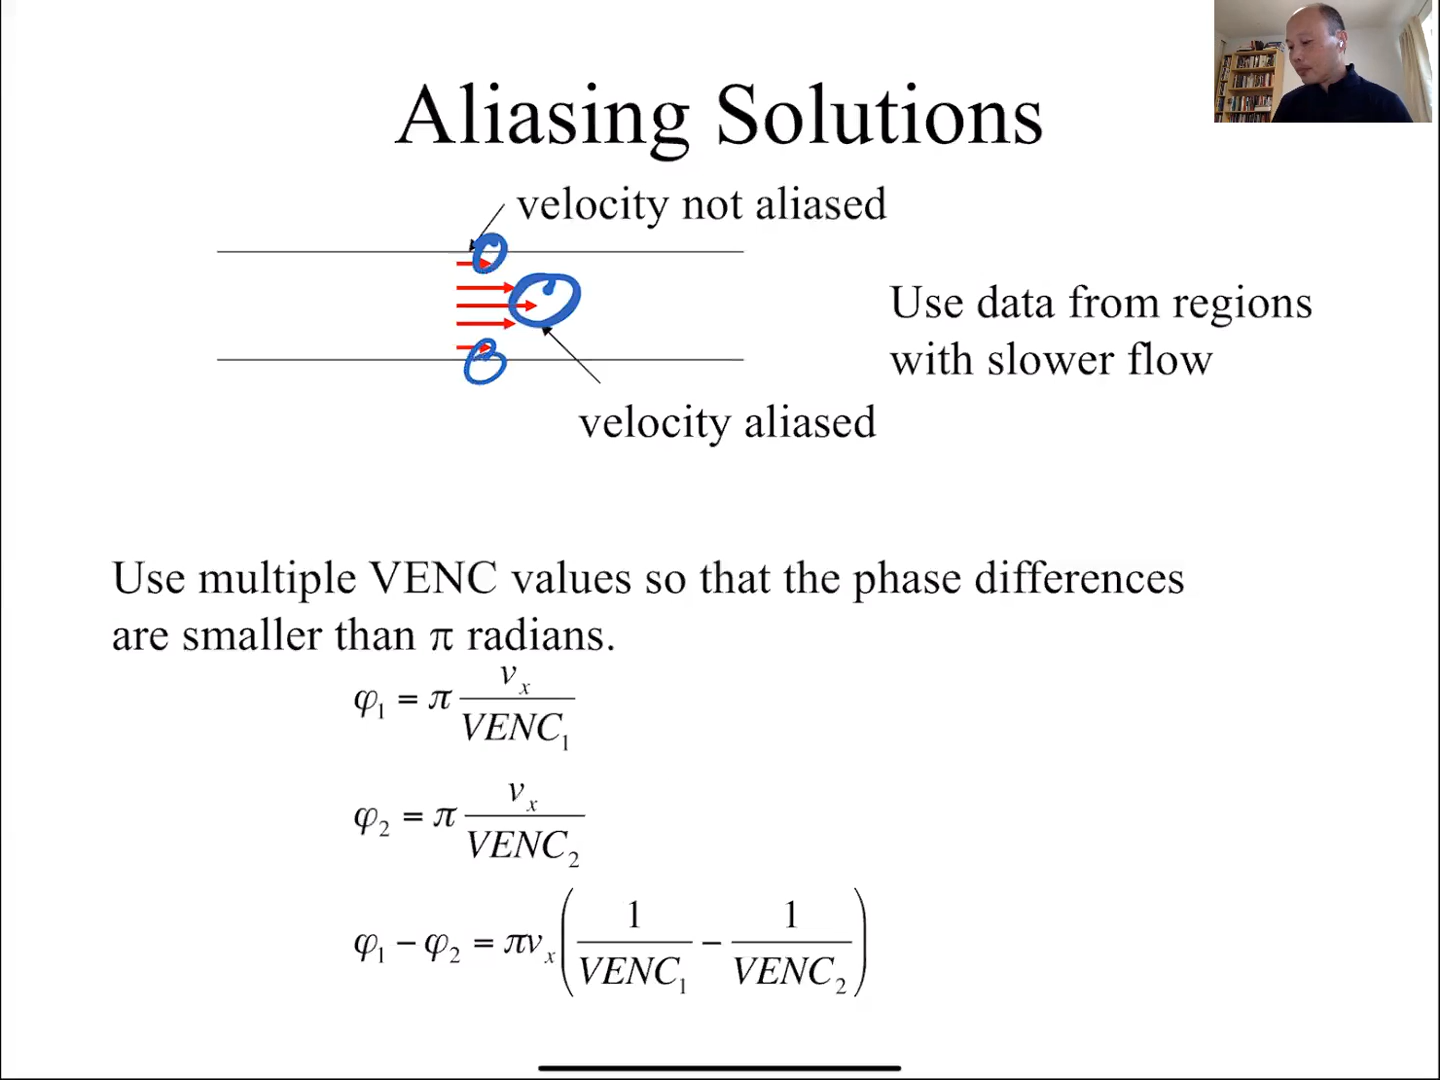 Aliasing Solutions
velocity not aliased
Use data from regions
with slower flow
velocity aliased
Use multiple VENC values so that the phase differences
are smaller than π radians.
φ₁ = π vₓ / VENC₁
φ₂ = π vₓ / VENC₂
φ₁ − φ₂ = πvₓ(1 / VENC₁ − 1 / VENC₂)